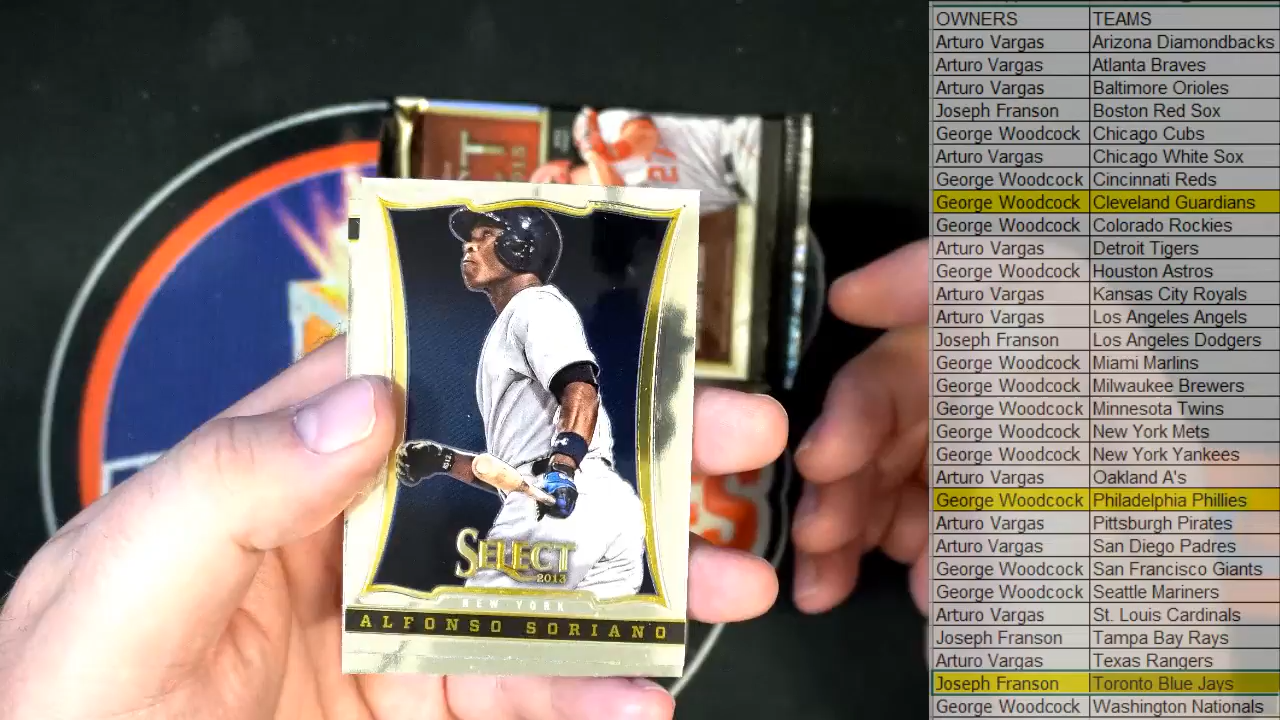 SELECT
2013
NEW YORK
ALFONSO SORIANO
OWNERS TEAMS
Arturo Vargas Arizona Diamondbacks
Arturo Vargas Atlanta Braves
Arturo Vargas Baltimore Orioles
Joseph Franson Boston Red Sox
George Woodcock Chicago Cubs
Arturo Vargas Chicago White Sox
George Woodcock Cincinnati Reds
George Woodcock Cleveland Guardians
George Woodcock Colorado Rockies
Arturo Vargas Detroit Tigers
George Woodcock Houston Astros
Arturo Vargas Kansas City Royals
Arturo Vargas Los Angeles Angels
Joseph Franson Los Angeles Dodgers
George Woodcock Miami Marlins
George Woodcock Milwaukee Brewers
George Woodcock Minnesota Twins
George Woodcock New York Mets
George Woodcock New York Yankees
Arturo Vargas Oakland A's
George Woodcock Philadelphia Phillies
Arturo Vargas Pittsburgh Pirates
Arturo Vargas San Diego Padres
George Woodcock San Francisco Giants
George Woodcock Seattle Mariners
Arturo Vargas St. Louis Cardinals
Joseph Franson Tampa Bay Rays
Arturo Vargas Texas Rangers
Joseph Franson Toronto Blue Jays
George Woodcock Washington Nationals